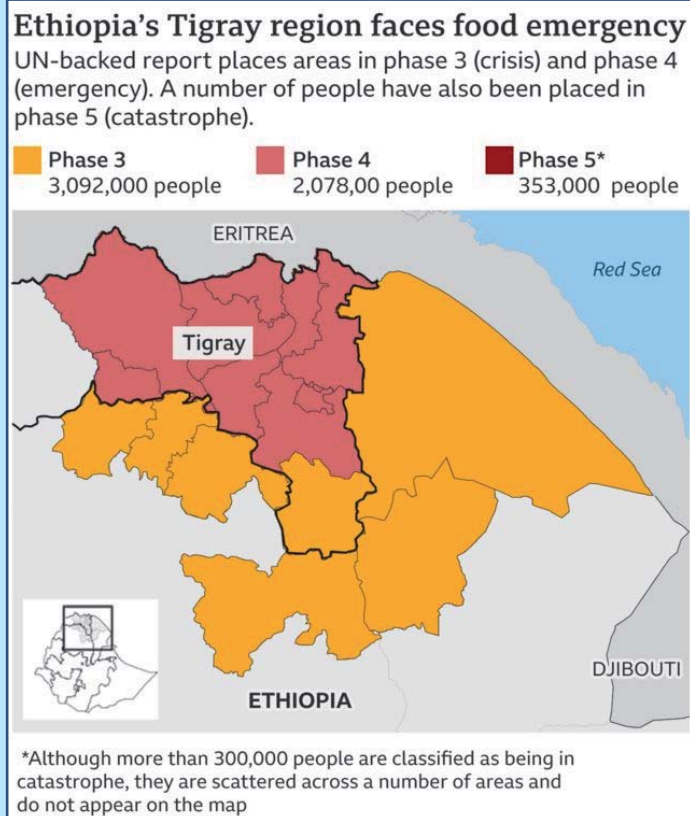 Ethiopia's Tigray region faces food emergency
UN-backed report places areas in phase 3 (crisis) and phase 4
(emergency). A number of people have also been placed in
phase 5 (catastrophe).
Phase 3
3,092,000 people
Phase 4
2,078,00 people
Phase 5*
353,000 people
ERITREA
Red Sea
Tigray
DJIBOUTI
ETHIOPIA
*Although more than 300,000 people are classified as being in
catastrophe, they are scattered across a number of areas and
do not appear on the map